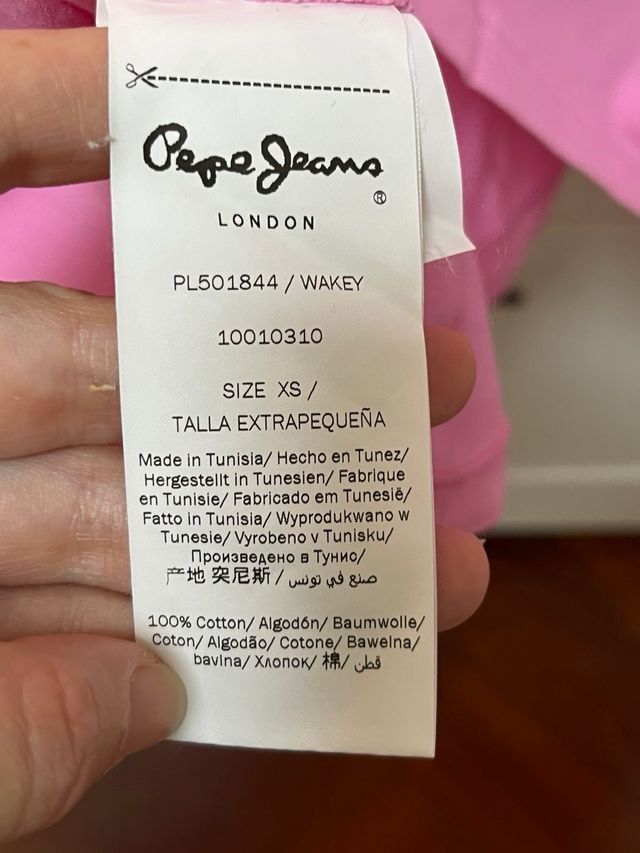 Pepe Jeans
®
LONDON
PL501844 / WAKEY
10010310
SIZE XS /
TALLA EXTRAPEQUEÑA
Made in Tunisia/ Hecho en Tunez/
Hergestellt in Tunesien/ Fabrique
en Tunisie/ Fabricado em Tunesië/
Fatto in Tunisia/ Wyprodukwano w
Tunesie/ Vyrobeno v Tunisku/
Произведено в Тунис/
产地 突尼斯 / صنع في تونس
100% Cotton/ Algodón/ Baumwolle/
Coton/ Algodão/ Cotone/ Bawelna/
bavlna/ Хлопок/ 棉/ قطن